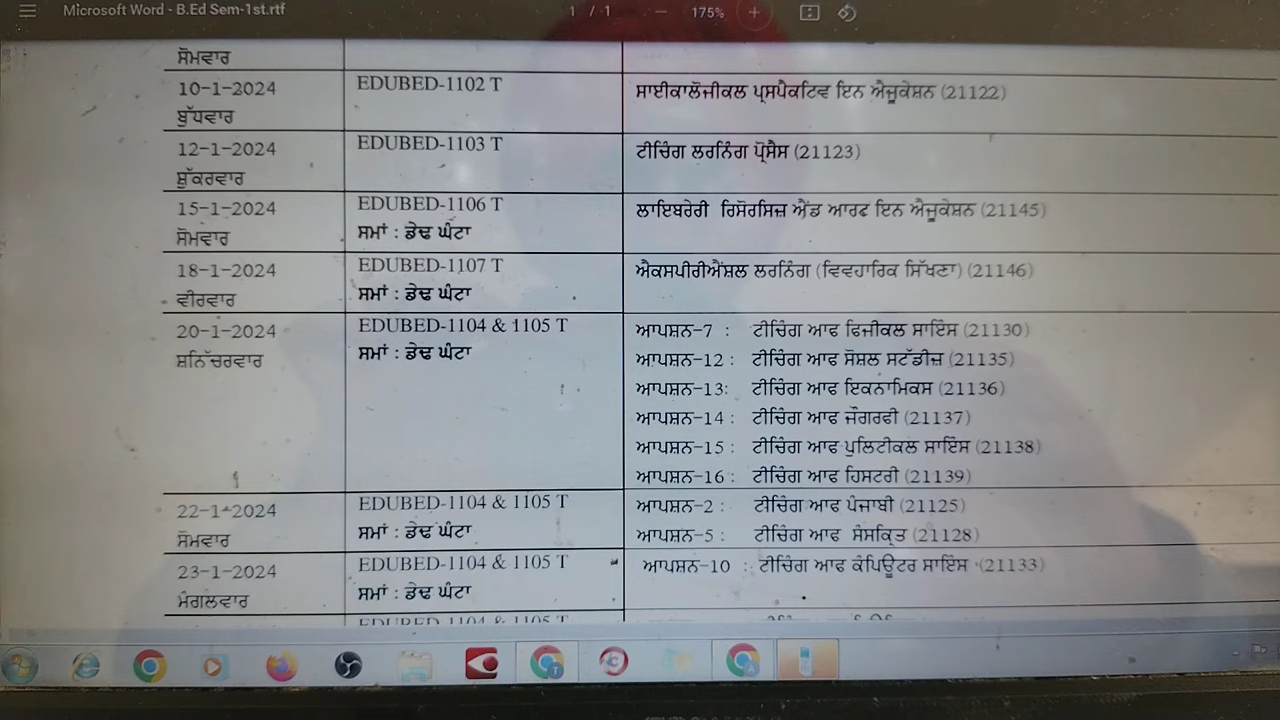 Microsoft Word - B.Ed Sem-1st.rtf 1 / 1 — 175% +
ਸੋਮਵਾਰ
10-1-2024 EDUBED-1102 T ਸਾਈਕਾਲੋਜੀਕਲ ਪ੍ਰਸਪੈਕਟਿਵ ਇਨ ਐਜੂਕੇਸ਼ਨ (21122)
ਬੁੱਧਵਾਰ
12-1-2024 EDUBED-1103 T ਟੀਚਿੰਗ ਲਰਨਿੰਗ ਪ੍ਰੋਸੈਸ (21123)
ਸ਼ੁੱਕਰਵਾਰ
15-1-2024 EDUBED-1106 T ਲਾਇਬਰੇਰੀ ਰਿਸੋਰਸਿਜ਼ ਐਂਡ ਆਰਫ ਇਨ ਐਜੂਕੇਸ਼ਨ (21145)
ਸੋਮਵਾਰ ਸਮਾਂ : ਡੇਢ ਘੰਟਾ
18-1-2024 EDUBED-1107 T ਐਕਸਪੀਰੀਐਂਸ਼ਲ ਲਰਨਿੰਗ (ਵਿਵਹਾਰਿਕ ਸਿੱਖਣਾ) (21146)
ਵੀਰਵਾਰ ਸਮਾਂ : ਡੇਢ ਘੰਟਾ
20-1-2024 EDUBED-1104 & 1105 T ਆਪਸ਼ਨ-7 : ਟੀਚਿੰਗ ਆਫ ਫਿਜੀਕਲ ਸਾਇੰਸ (21130)
ਸ਼ਨਿੱਚਰਵਾਰ ਸਮਾਂ : ਡੇਢ ਘੰਟਾ ਆਪਸ਼ਨ-12 : ਟੀਚਿੰਗ ਆਫ ਸੋਸ਼ਲ ਸਟੱਡੀਜ਼ (21135)
ਆਪਸ਼ਨ-13: ਟੀਚਿੰਗ ਆਫ ਇਕਨਾਮਿਕਸ (21136)
ਆਪਸ਼ਨ-14 : ਟੀਚਿੰਗ ਆਫ ਜੌਗਰਫੀ (21137)
ਆਪਸ਼ਨ-15 : ਟੀਚਿੰਗ ਆਫ ਪੁਲਿਟੀਕਲ ਸਾਇੰਸ (21138)
ਆਪਸ਼ਨ-16 : ਟੀਚਿੰਗ ਆਫ ਹਿਸਟਰੀ (21139)
22-1-2024 EDUBED-1104 & 1105 T ਆਪਸ਼ਨ-2 : ਟੀਚਿੰਗ ਆਫ ਪੰਜਾਬੀ (21125)
ਸੋਮਵਾਰ ਸਮਾਂ : ਡੇਢ ਘੰਟਾ ਆਪਸ਼ਨ-5 : ਟੀਚਿੰਗ ਆਫ ਸੰਸਕ੍ਰਿਤ (21128)
23-1-2024 EDUBED-1104 & 1105 T ਆਪਸ਼ਨ-10 : ਟੀਚਿੰਗ ਆਫ ਕੰਪਿਊਟਰ ਸਾਇੰਸ (21133)
ਮੰਗਲਵਾਰ ਸਮਾਂ : ਡੇਢ ਘੰਟਾ
EDUBED-1104 & 1105 T